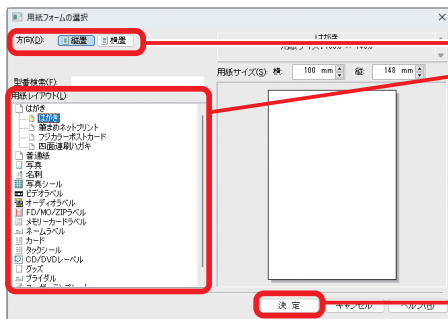 用紙フォームの選択
方向(D): 縦置 横置
はがき
用紙サイズ(S): 横: 100 mm 縦: 148 mm
型番検索(F):
用紙レイアウト(L):
はがき
はがき
筆まめネットプリント
フジカラーポストカード
四面連刷ハガキ
普通紙
写真
名刺
写真シール
ビデオラベル
オーディオラベル
FD/MO/ZIPラベル
メモリーカードラベル
ネームラベル
カード
タックシール
CD/DVDレーベル
グッズ
ブライダル
決 定 キャンセル ヘルプ(H)